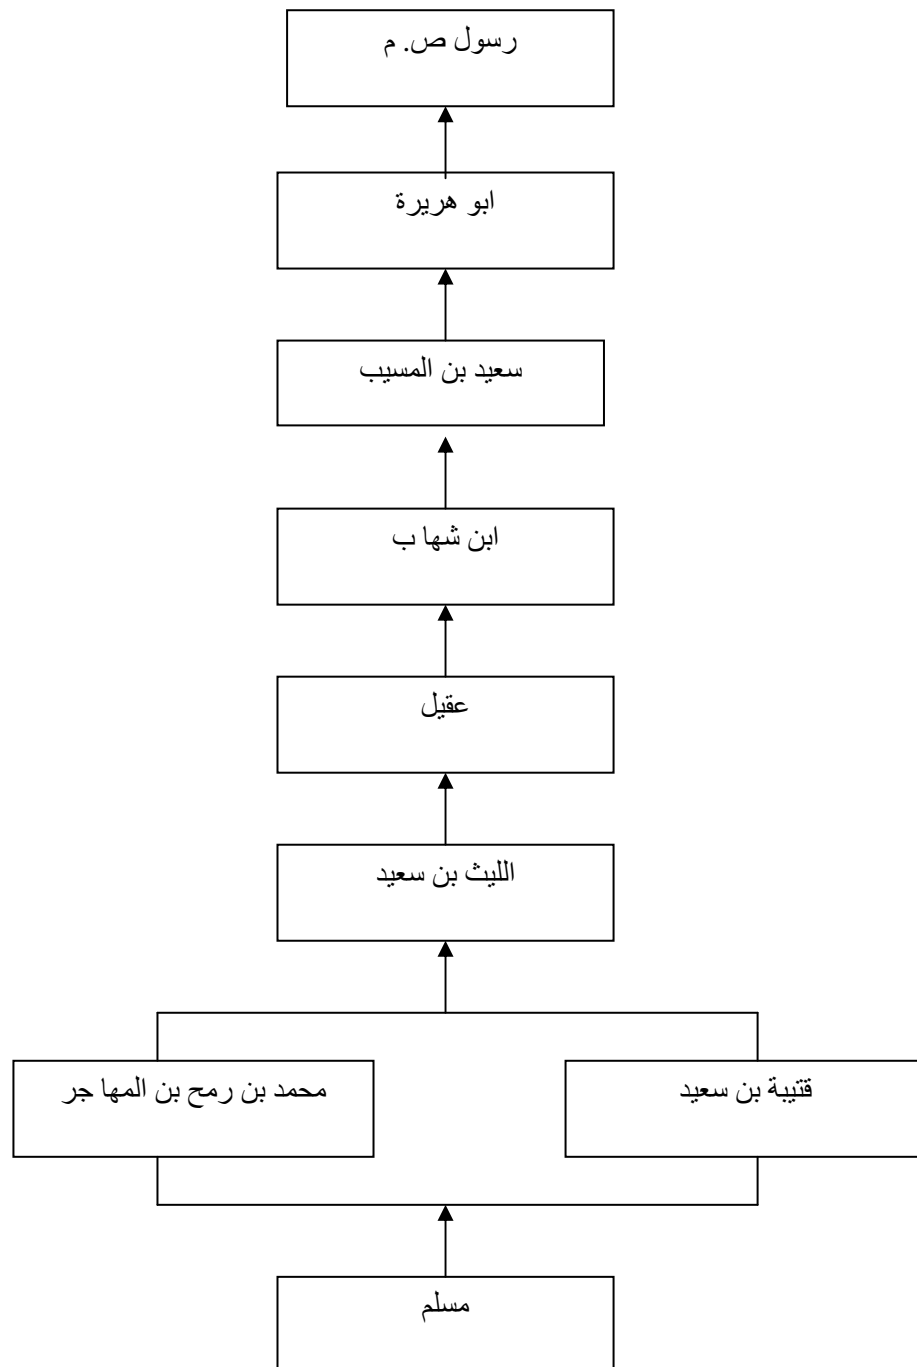 رسول ص. م
ابو هريرة
سعيد بن المسيب
ابن شها ب
عقيل
الليث بن سعيد
قتيبة بن سعيد
محمد بن رمح بن المها جر
مسلم